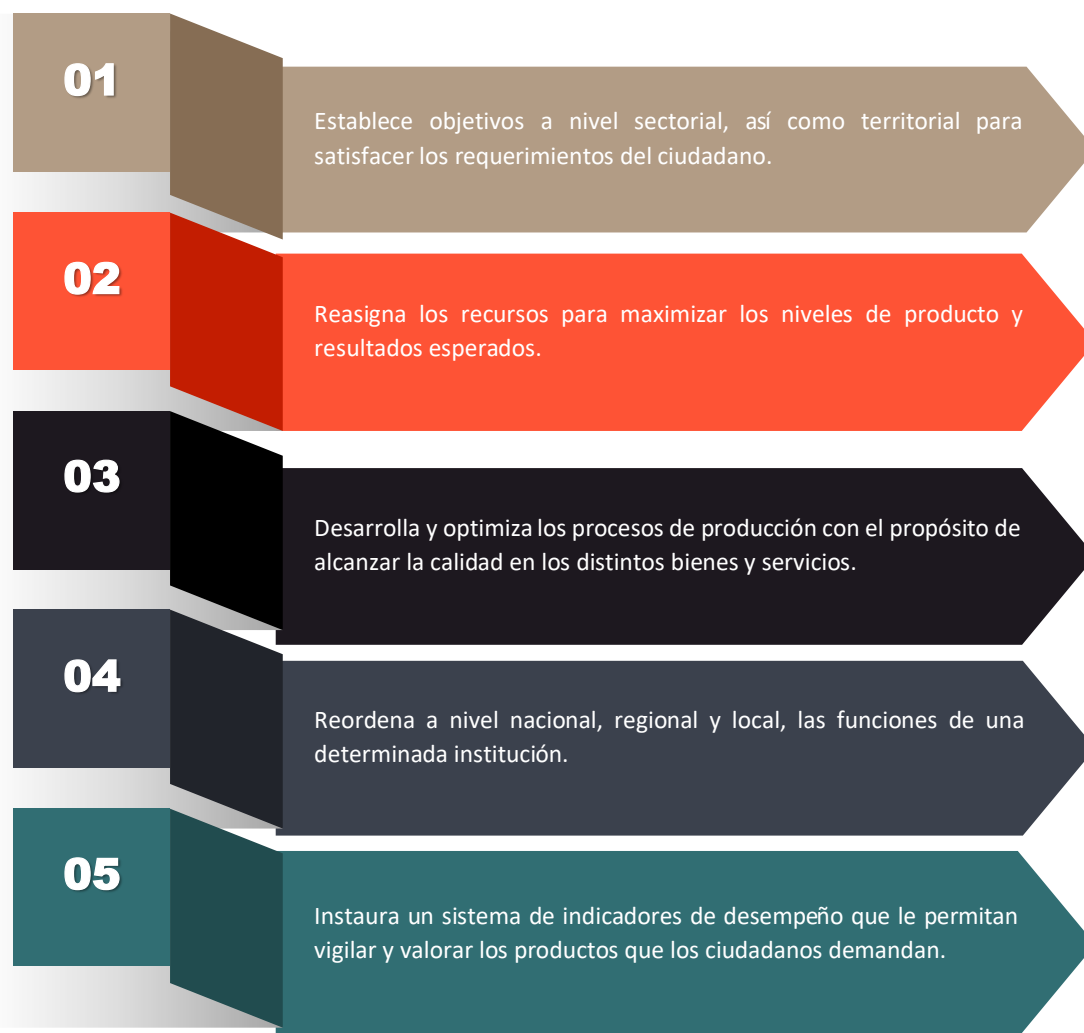 01
Establece objetivos a nivel sectorial, así como territorial para
satisfacer los requerimientos del ciudadano.
02
Reasigna los recursos para maximizar los niveles de producto y
resultados esperados.
03
Desarrolla y optimiza los procesos de producción con el propósito de
alcanzar la calidad en los distintos bienes y servicios.
04
Reordena a nivel nacional, regional y local, las funciones de una
determinada institución.
05
Instaura un sistema de indicadores de desempeño que le permitan
vigilar y valorar los productos que los ciudadanos demandan.